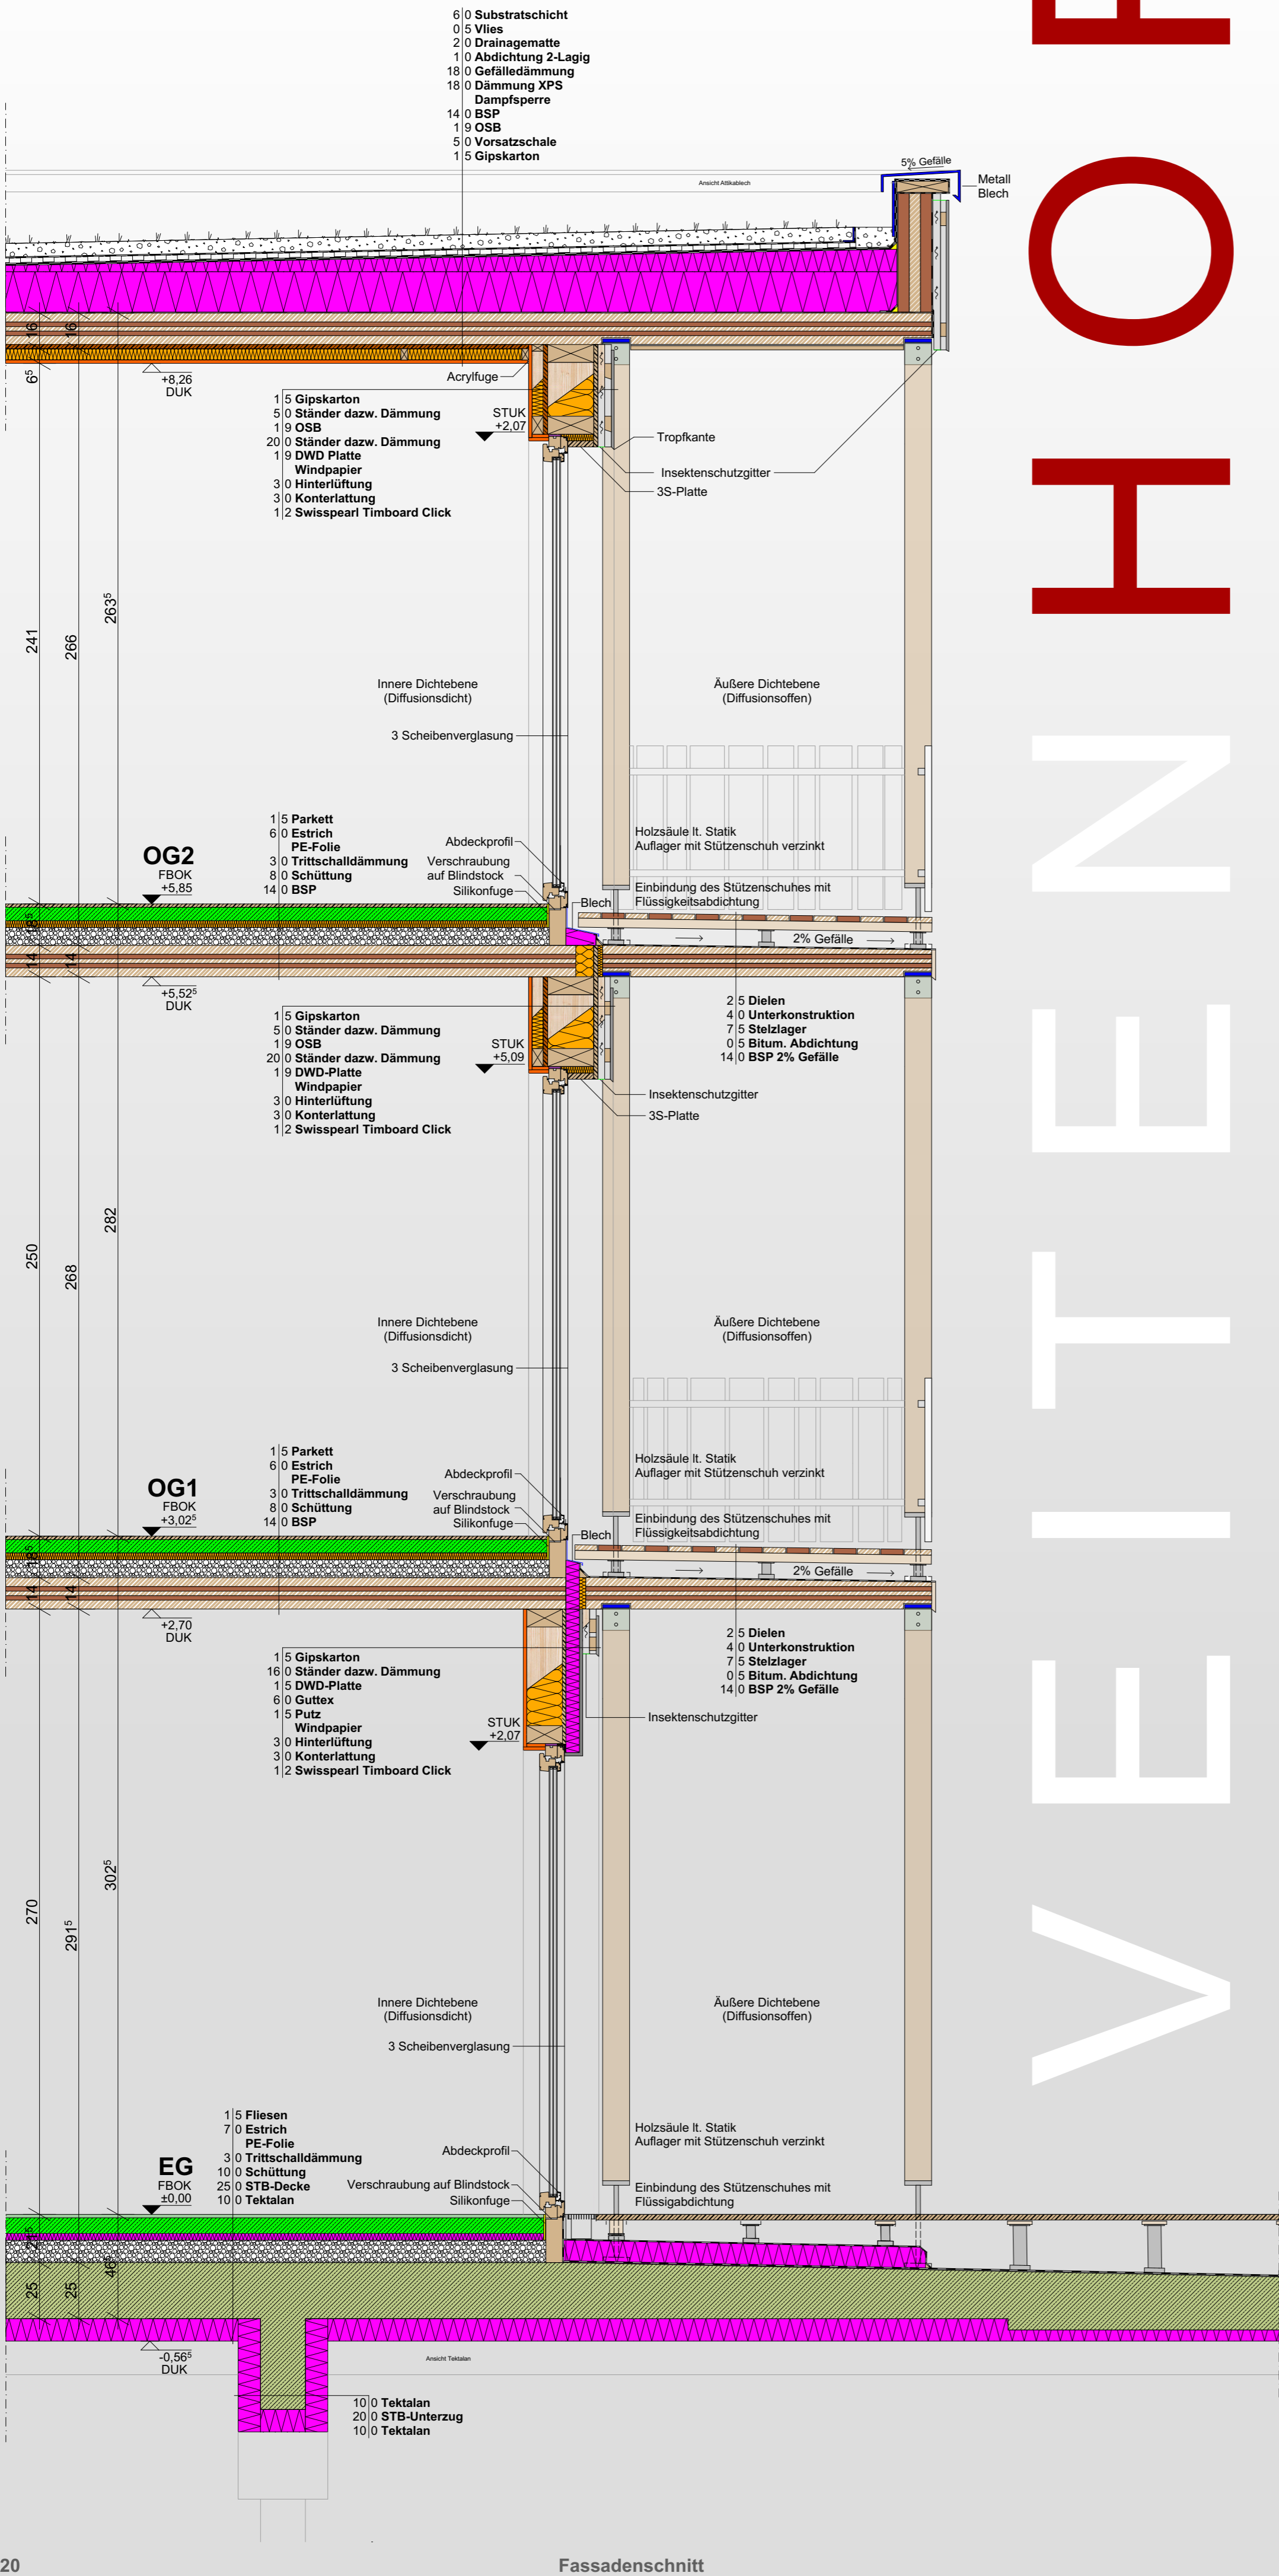 6 0 Substratschicht
0 5 Vlies
2 0 Drainagematte
1 0 Abdichtung 2-Lagig
18 0 Gefälledämmung
18 0 Dämmung XPS
Dampfsperre
14 0 BSP
1 9 OSB
5 0 Vorsatzschale
1 5 Gipskarton
5% Gefälle
Metall
Blech
Ansicht Attikablech
16
16
6⁵
+8,26
DUK
Acrylfuge
1 5 Gipskarton
5 0 Ständer dazw. Dämmung
1 9 OSB
20 0 Ständer dazw. Dämmung
1 9 DWD Platte
Windpapier
3 0 Hinterlüftung
3 0 Konterlattung
1 2 Swisspearl Timboard Click
STUK
+2,07
Tropfkante
Insektenschutzgitter
3S-Platte
241
266
263⁵
Innere Dichtebene
(Diffusionsdicht)
Äußere Dichtebene
(Diffusionsoffen)
3 Scheibenverglasung
1 5 Parkett
6 0 Estrich
PE-Folie
3 0 Trittschalldämmung
8 0 Schüttung
14 0 BSP
OG2
FBOK
+5,85
Abdeckprofil
Verschraubung
auf Blindstock
Silikonfuge
Holzsäule lt. Statik
Auflager mit Stützenschuh verzinkt
Einbindung des Stützenschuhes mit
Flüssigkeitsabdichtung
Blech
2% Gefälle
18⁵
14
14
+5,52⁵
DUK
1 5 Gipskarton
5 0 Ständer dazw. Dämmung
1 9 OSB
20 0 Ständer dazw. Dämmung
1 9 DWD-Platte
Windpapier
3 0 Hinterlüftung
3 0 Konterlattung
1 2 Swisspearl Timboard Click
STUK
+5,09
2 5 Dielen
4 0 Unterkonstruktion
7 5 Stelzlager
0 5 Bitum. Abdichtung
14 0 BSP 2% Gefälle
Insektenschutzgitter
3S-Platte
250
268
282
Innere Dichtebene
(Diffusionsdicht)
Äußere Dichtebene
(Diffusionsoffen)
3 Scheibenverglasung
1 5 Parkett
6 0 Estrich
PE-Folie
3 0 Trittschalldämmung
8 0 Schüttung
14 0 BSP
OG1
FBOK
+3,02⁵
Abdeckprofil
Verschraubung
auf Blindstock
Silikonfuge
Holzsäule lt. Statik
Auflager mit Stützenschuh verzinkt
Einbindung des Stützenschuhes mit
Flüssigkeitsabdichtung
Blech
2% Gefälle
18⁵
14
14
+2,70
DUK
1 5 Gipskarton
16 0 Ständer dazw. Dämmung
1 5 DWD-Platte
6 0 Guttex
1 5 Putz
Windpapier
3 0 Hinterlüftung
3 0 Konterlattung
1 2 Swisspearl Timboard Click
STUK
+2,07
2 5 Dielen
4 0 Unterkonstruktion
7 5 Stelzlager
0 5 Bitum. Abdichtung
14 0 BSP 2% Gefälle
Insektenschutzgitter
270
291⁵
302⁵
Innere Dichtebene
(Diffusionsdicht)
Äußere Dichtebene
(Diffusionsoffen)
3 Scheibenverglasung
1 5 Fliesen
7 0 Estrich
PE-Folie
3 0 Trittschalldämmung
10 0 Schüttung
25 0 STB-Decke
10 0 Tektalan
EG
FBOK
±0,00
Abdeckprofil
Verschraubung auf Blindstock
Silikonfuge
Holzsäule lt. Statik
Auflager mit Stützenschuh verzinkt
Einbindung des Stützenschuhes mit
Flüssigabdichtung
21⁵
25
25
46⁵
-0,56⁵
DUK
Ansicht Tektalan
10 0 Tektalan
20 0 STB-Unterzug
10 0 Tektalan
VEITEN HO
20
Fassadenschnitt